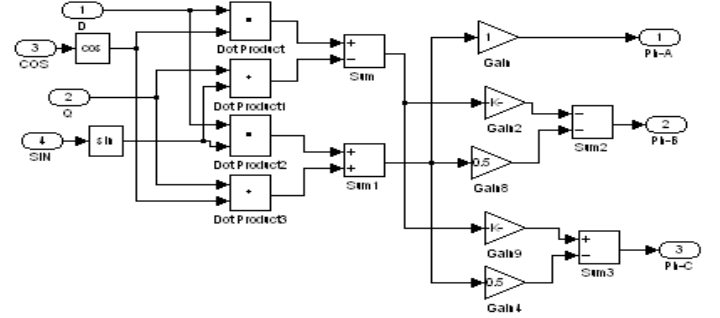 1
D
3
COS
cos
2
Q
4
SIN
sin
Dot Product
Dot Product1
Dot Product2
Dot Product3
+
−
Sum
+
+
Sum1
1
Gain
-K-
Gain2
0.5
Gain8
-K-
Gain9
0.5
Gain4
−
−
Sum2
+
−
Sum3
1
Ph-A
2
Ph-B
3
Ph-C